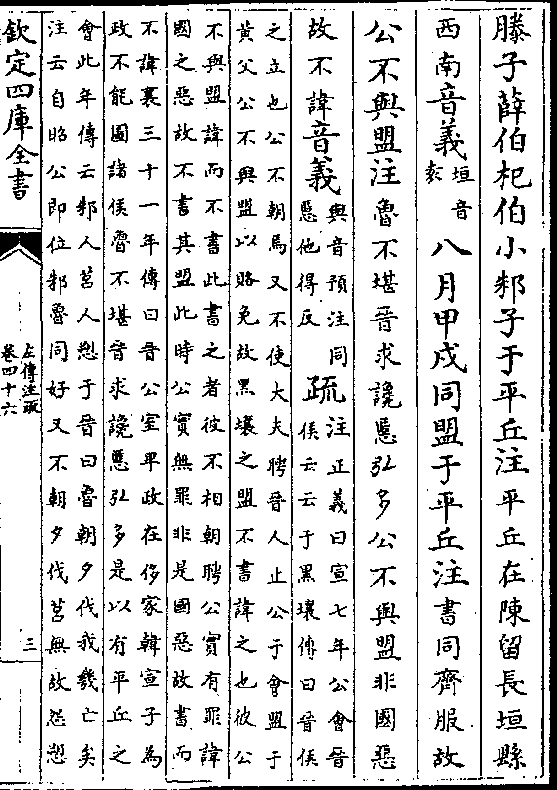 滕子薛伯杞伯小邾子于平丘注平丘在陳留長垣縣
西南音義垣音袁八月甲戌同盟于平丘注書同齊服故
公不與盟注魯不堪晉求讒慝弘多公不與盟非國惡
故不諱音義與音預注同慝他得反疏注正義曰宣七年公會晉侯云云于黑壤傳曰晉侯
之立也公不朝焉又不使大夫聘晉人止公于會盟于
黃父公不與盟以賂免故黑壤之盟不書諱之也彼公
不與盟諱而不書此書之者彼不相朝聘公實有罪諱
國之惡故不書其盟此時公實無罪非是國惡故書而
不諱襄三十一年傳曰晉公室卑政在侈家韓宣子為
政不能圖諸侯魯不堪晉求讒慝弘多是以有平丘之
會此年傳云邾人莒人愬于晉曰魯朝夕伐我幾亡矣
注云自昭公即位邾魯同好又不朝夕伐莒無故怨愬
欽定四庫全書
左傳注疏
卷四十六
三